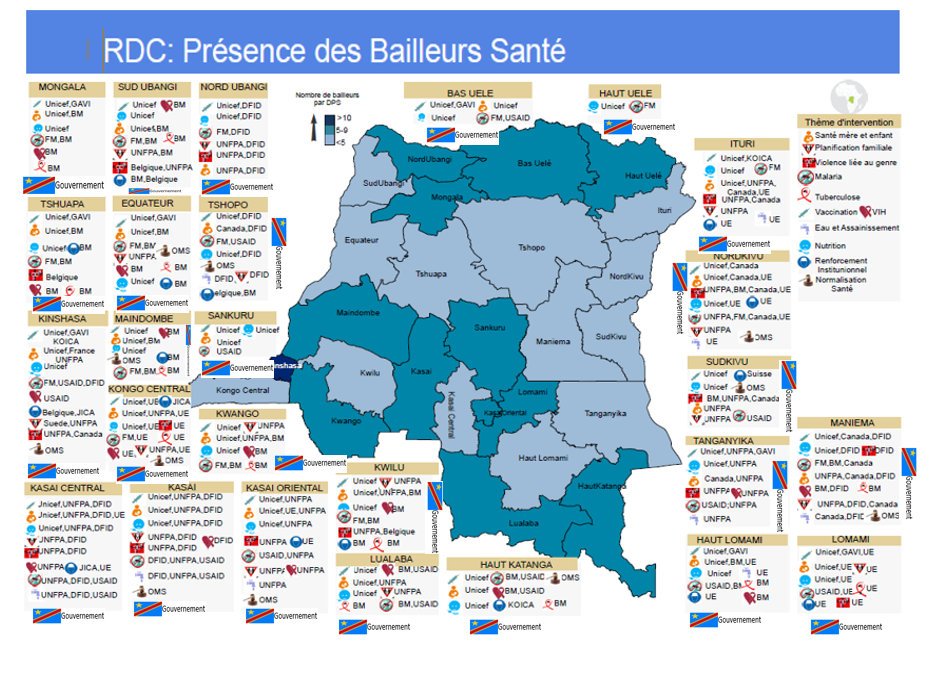 RDC: Présence des Bailleurs Santé
MONGALA
Unicef,GAVI
Unicef,BM
Unicef
FM,BM
BM
BM
Gouvernement
SUD UBANGI
Unicef
BM
Unicef
Unicef,BM
FM,BM
BM
UNFPA,BM
Belgique,UNFPA
BM,Belgique
NORD UBANGI
Unicef,DFID
Unicef,DFID
FM,DFID
UNFPA,DFID
UNFPA,DFID
UNFPA,DFID
Gouvernement
Nombre de bailleurs
par DPS
>10
5-9
<5
BAS UELE
Unicef,GAVI
Unicef
Unicef
FM,USAID
Gouvernement
HAUT UELE
Unicef
FM
Gouvernement
Thème d'intervention
Santé mère et enfant
Planification familiale
Violence liée au genre
Malaria
Tuberculose
Vaccination
VIH
Eau et Assainissement
Nutrition
Renforcement
Institutionnel
Normalisation
Santé
ITURI
Unicef,KOICA
Unicef
FM
Unicef,UNFPA,
Canada,UE
UNFPA,Canada
UNFPA
UE
UE
Gouvernement
TSHUAPA
Unicef,GAVI
Unicef,BM
Unicef
BM
FM,BM
Belgique
BM
BM
Gouvernement
EQUATEUR
Unicef,GAVI
Unicef,BM
FM,BM
OMS
UNFPA
BM
BM
Unicef
BM
Gouvernement
TSHOPO
Unicef,DFID
Canada,DFID
FM,USAID
Unicef,DFID
OMS
DFID
DFID
Belgique,BM
Gouvernement
NORDKIVU
Unicef,Canada
Unicef,Canada,UE
UNFPA,BM,Canada,UE
Unicef,UE
UE
UNFPA,FM,Canada,UE
UNFPA
OMS
UE
Gouvernement
KINSHASA
Unicef,GAVI
KOICA
Unicef,France
UNFPA
Unicef
FM,USAID,DFID
USAID
Belgique,JICA
Suede,UNFPA
UNFPA,Canada
OMS
Gouvernement
MAINDOMBE
Unicef
BM
Unicef,BM
Unicef
OMS
BM
FM,BM
BM
SANKURU
Unicef
Unicef
Unicef
USAID
Gouvernement
KONGO CENTRAL
Unicef,UE
JICA
Unicef,UNFPA,UE
Unicef,UE
UE
FM,UE
UE
UE
UNFPA,UE
OMS
Gouvernement
KWANGO
Unicef
UNFPA
Unicef,UNFPA,BM
Unicef
BM
FM,BM
BM
Gouvernement
SUDKIVU
Unicef
Suisse
Unicef
OMS
BM,UNFPA,Canada
Unicef,UNFPA
UNFPA
USAID
Gouvernement
TANGANYIKA
Unicef,UNFPA,GAVI
Unicef,UNFPA
Canada,UNFPA
UNFPA
UNFPA
USAID;UNFPA
UNFPA
Gouvernement
MANIEMA
Unicef,Canada,DFID
Unicef,DFID
DFID
FM,BM,Canada
BM,DFID
BM
UNFPA,DFID,Canada
Canada,DFID
OMS
Gouvernement
KASAI CENTRAL
Unicef,UNFPA,DFID
Unicef,UNFPA,DFID,UE
Unicef,UNFPA,DFID
UNFPA,DFID
UNFPA,DFID
UNFPA
JICA,UE
UNFPA,DFID,USAID
UNFPA,DFID,USAID
Gouvernement
KASAI
Unicef,UNFPA,DFID
Unicef,UNFPA,DFID
Unicef,UNFPA,DFID
UNFPA,DFID
UNFPA,DFID
DFID
DFID,UNFPA,USAID
DFID,UNFPA,USAID
OMS
Gouvernement
KASAI ORIENTAL
Unicef,UNFPA
Unicef,UNFPA,UE
Unicef,UNFPA
UNFPA
UE
USAID,UNFPA
UNFPA
UNFPA
UNFPA
OMS
Gouvernement
KWILU
Unicef
UNFPA
Unicef,UNFPA,BM
Unicef
BM
FM,BM
UNFPA,Belgique
BM
BM
Gouvernement
LUALABA
Unicef
BM,USAID
Unicef,UNFPA
Unicef
UNFPA
BM
BM,USAID
Gouvernement
HAUT KATANGA
Unicef
BM,USAID
OMS
Unicef
BM,USAID
Unicef
KOICA
BM
Gouvernement
HAUT LOMAMI
Unicef,GAVI
Unicef,BM,UE
Unicef
UE
USAID,BM
UE
UE
BM
Gouvernement
LOMAMI
Unicef,GAVI,UE
Unicef,UE
UE
Unicef,UE
USAID,UE
UE
UE
UE
Gouvernement
NordUbangi
Bas Uelé
Haut Uelé
SudUbangi
Mongala
Ituri
Equateur
Tshopo
Tshuapa
NordKivu
Maindombe
Sankuru
Maniema
SudKivu
Kinshasa
Kwilu
Kasai
Kongo Central
Lomami
Kasai Oriental
Kasai Central
Tanganyika
Kwango
Haut Lomami
HautKatanga
Lualaba